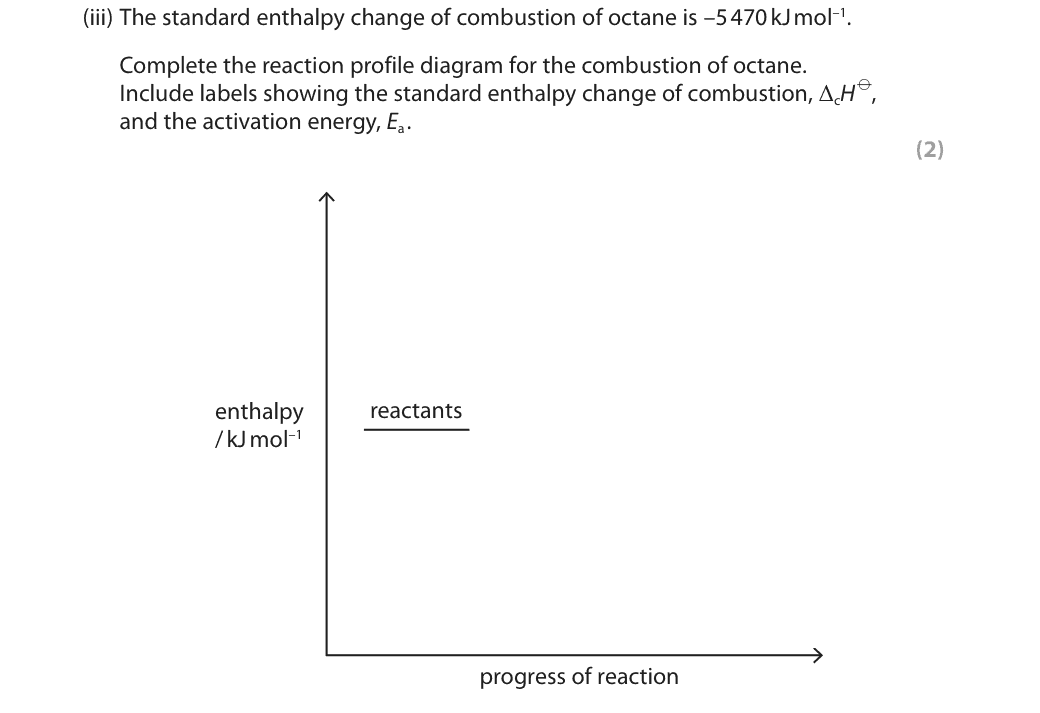 (iii) The standard enthalpy change of combustion of octane is –5 470 kJ mol⁻¹.
Complete the reaction profile diagram for the combustion of octane.
Include labels showing the standard enthalpy change of combustion, ΔcH⦵,
and the activation energy, Eₐ.
(2)
enthalpy
/ kJ mol⁻¹
reactants
progress of reaction